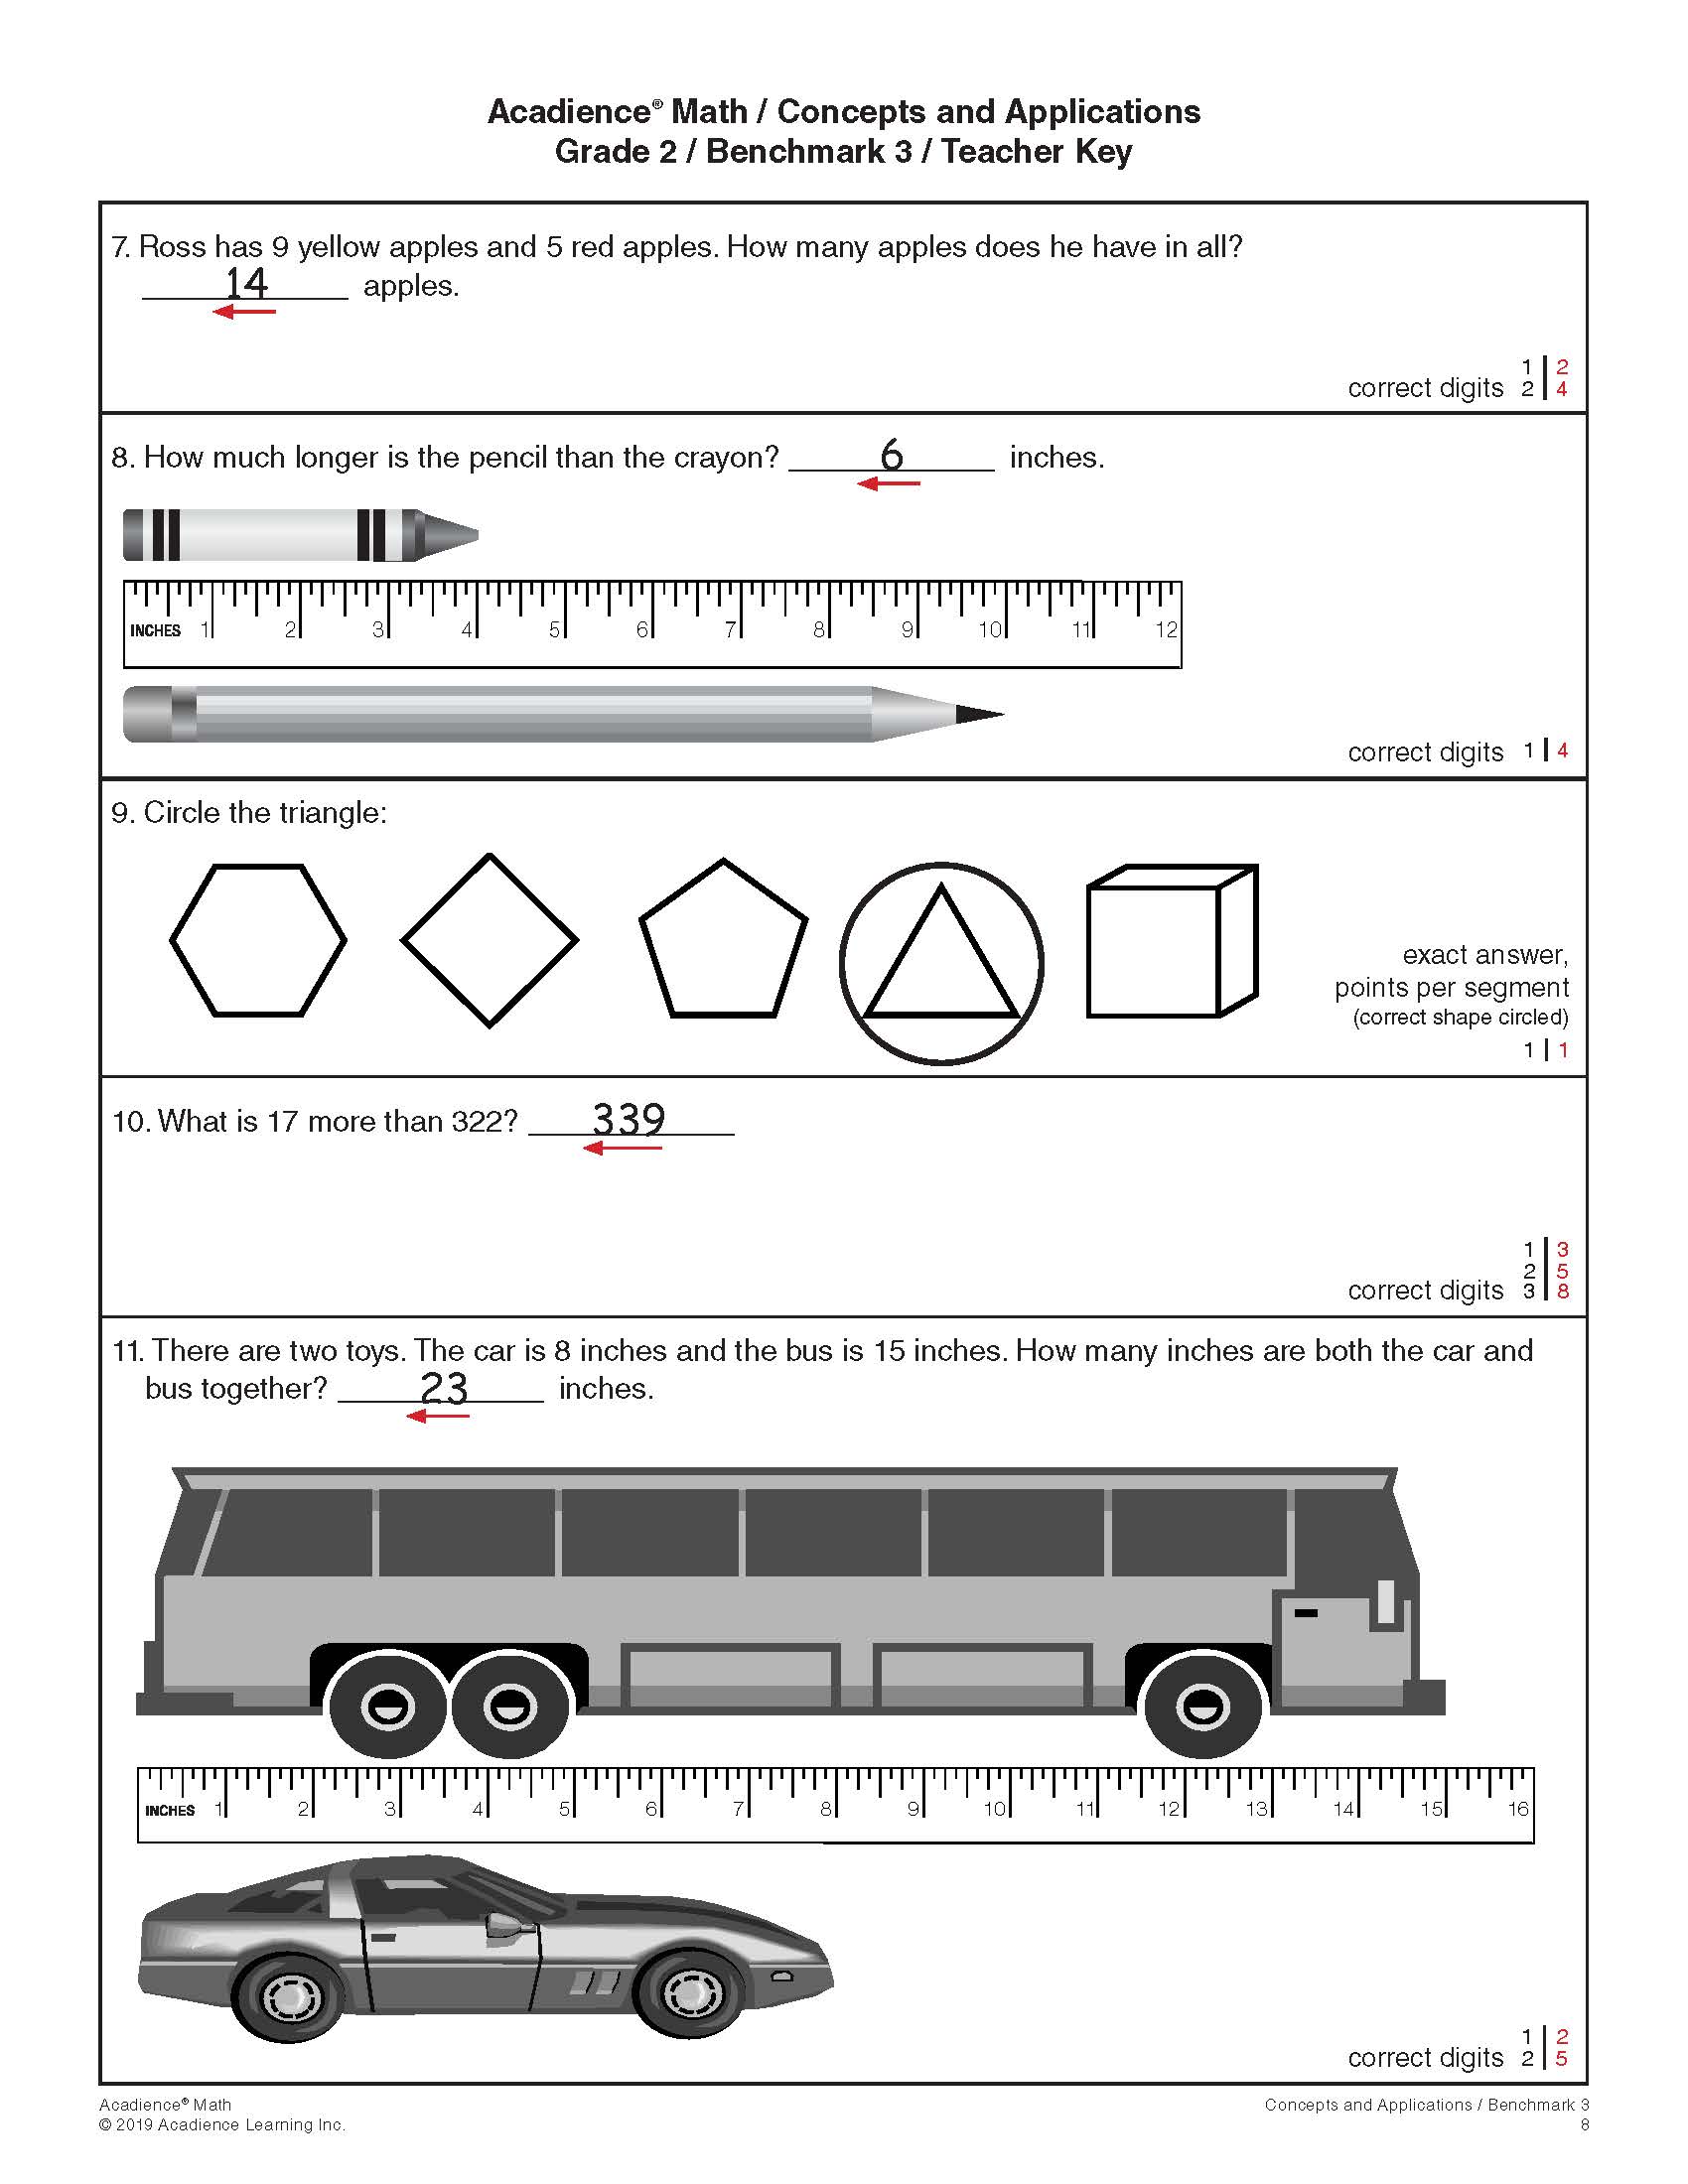 Acadience® Math / Concepts and Applications
Grade 2 / Benchmark 3 / Teacher Key
7. Ross has 9 yellow apples and 5 red apples. How many apples does he have in all?
14 apples.
1 | 2
correct digits 2 | 4
8. How much longer is the pencil than the crayon? 6 inches.
INCHES 1 2 3 4 5 6 7 8 9 10 11 12
correct digits 1 | 4
9. Circle the triangle:
exact answer,
points per segment
(correct shape circled)
1 | 1
10. What is 17 more than 322? 339
1 | 3
2 | 5
correct digits 3 | 8
11. There are two toys. The car is 8 inches and the bus is 15 inches. How many inches are both the car and
bus together? 23 inches.
INCHES 1 2 3 4 5 6 7 8 9 10 11 12 13 14 15 16
1 | 2
correct digits 2 | 5
Acadience® Math
© 2019 Acadience Learning Inc.
Concepts and Applications / Benchmark 3
8